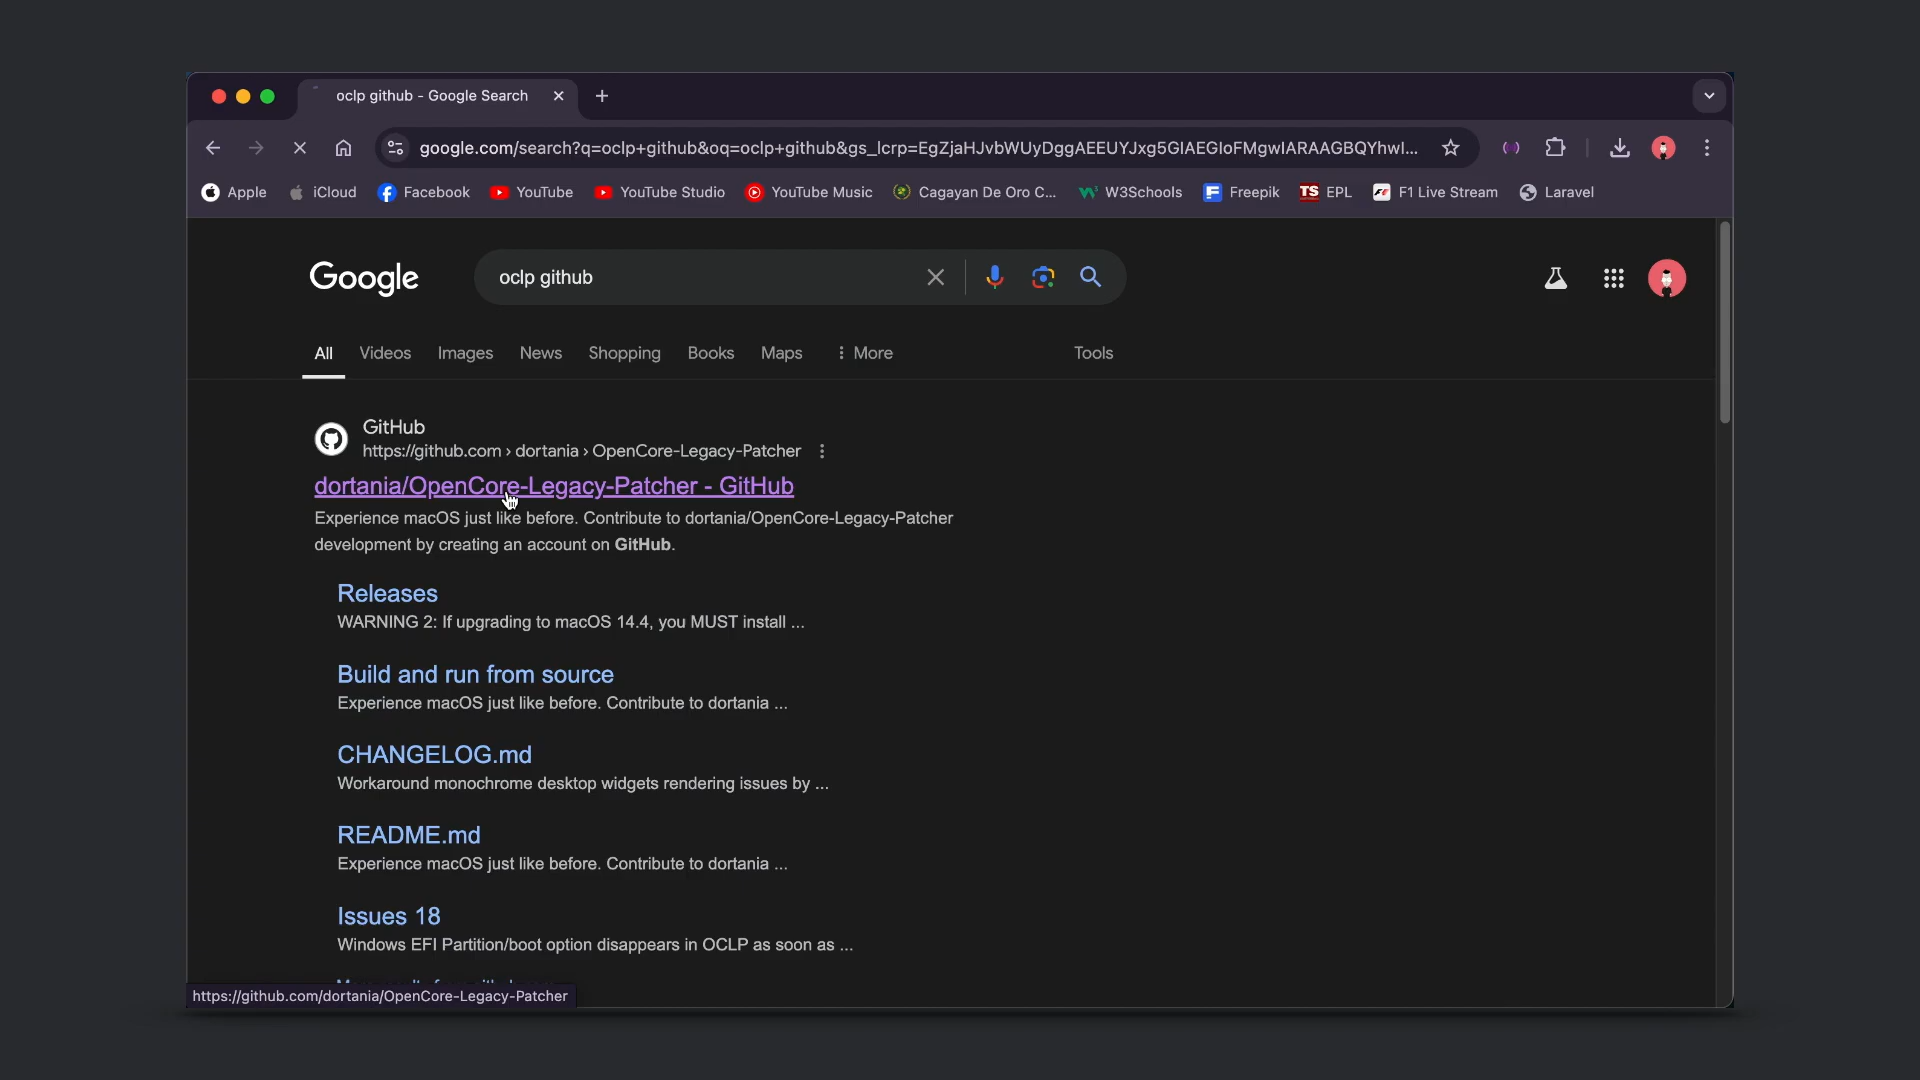 oclp github - Google Search
google.com/search?q=oclp+github&oq=oclp+github&gs_lcrp=EgZjaHJvbWUyDggAEEUYJxg5GIAEGIoFMgwIARAAGBQYhwI...
Apple iCloud Facebook YouTube YouTube Studio YouTube Music Cagayan De Oro C... W3Schools Freepik TS EPL F1 Live Stream Laravel
Google
oclp github
All Videos Images News Shopping Books Maps More Tools
GitHub
https://github.com › dortania › OpenCore-Legacy-Patcher
dortania/OpenCore-Legacy-Patcher - GitHub
Experience macOS just like before. Contribute to dortania/OpenCore-Legacy-Patcher
development by creating an account on GitHub.
Releases
WARNING 2: If upgrading to macOS 14.4, you MUST install ...
Build and run from source
Experience macOS just like before. Contribute to dortania ...
CHANGELOG.md
Workaround monochrome desktop widgets rendering issues by ...
README.md
Experience macOS just like before. Contribute to dortania ...
Issues 18
Windows EFI Partition/boot option disappears in OCLP as soon as ...
https://github.com/dortania/OpenCore-Legacy-Patcher